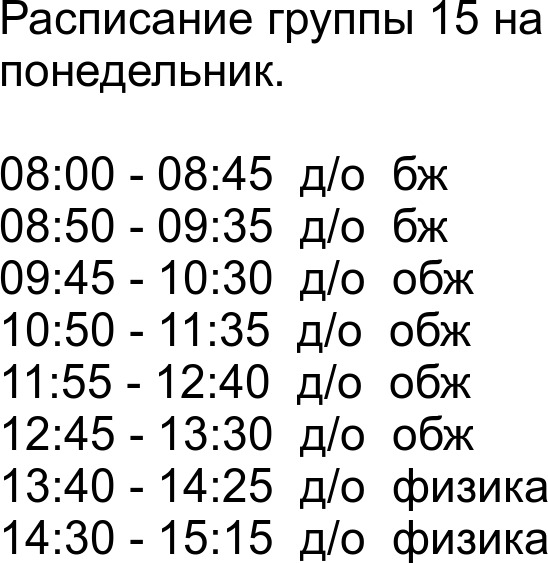 Расписание группы 15 на
понедельник.
08:00 - 08:45 д/о бж
08:50 - 09:35 д/о бж
09:45 - 10:30 д/о обж
10:50 - 11:35 д/о обж
11:55 - 12:40 д/о обж
12:45 - 13:30 д/о обж
13:40 - 14:25 д/о физика
14:30 - 15:15 д/о физика